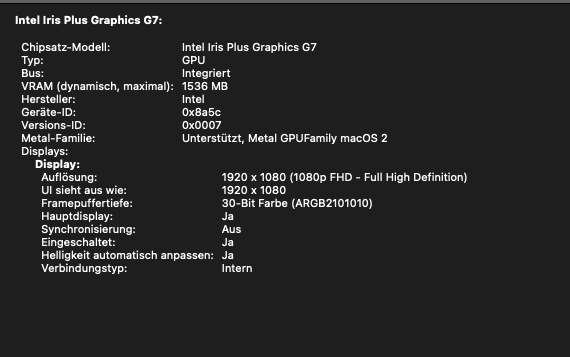 Intel Iris Plus Graphics G7:
Chipsatz-Modell: Intel Iris Plus Graphics G7
Typ: GPU
Bus: Integriert
VRAM (dynamisch, maximal): 1536 MB
Hersteller: Intel
Geräte-ID: 0x8a5c
Versions-ID: 0x0007
Metal-Familie: Unterstützt, Metal GPUFamily macOS 2
Displays:
Display:
Auflösung: 1920 x 1080 (1080p FHD - Full High Definition)
UI sieht aus wie: 1920 x 1080
Framepuffertiefe: 30-Bit Farbe (ARGB2101010)
Hauptdisplay: Ja
Synchronisierung: Aus
Eingeschaltet: Ja
Helligkeit automatisch anpassen: Ja
Verbindungstyp: Intern